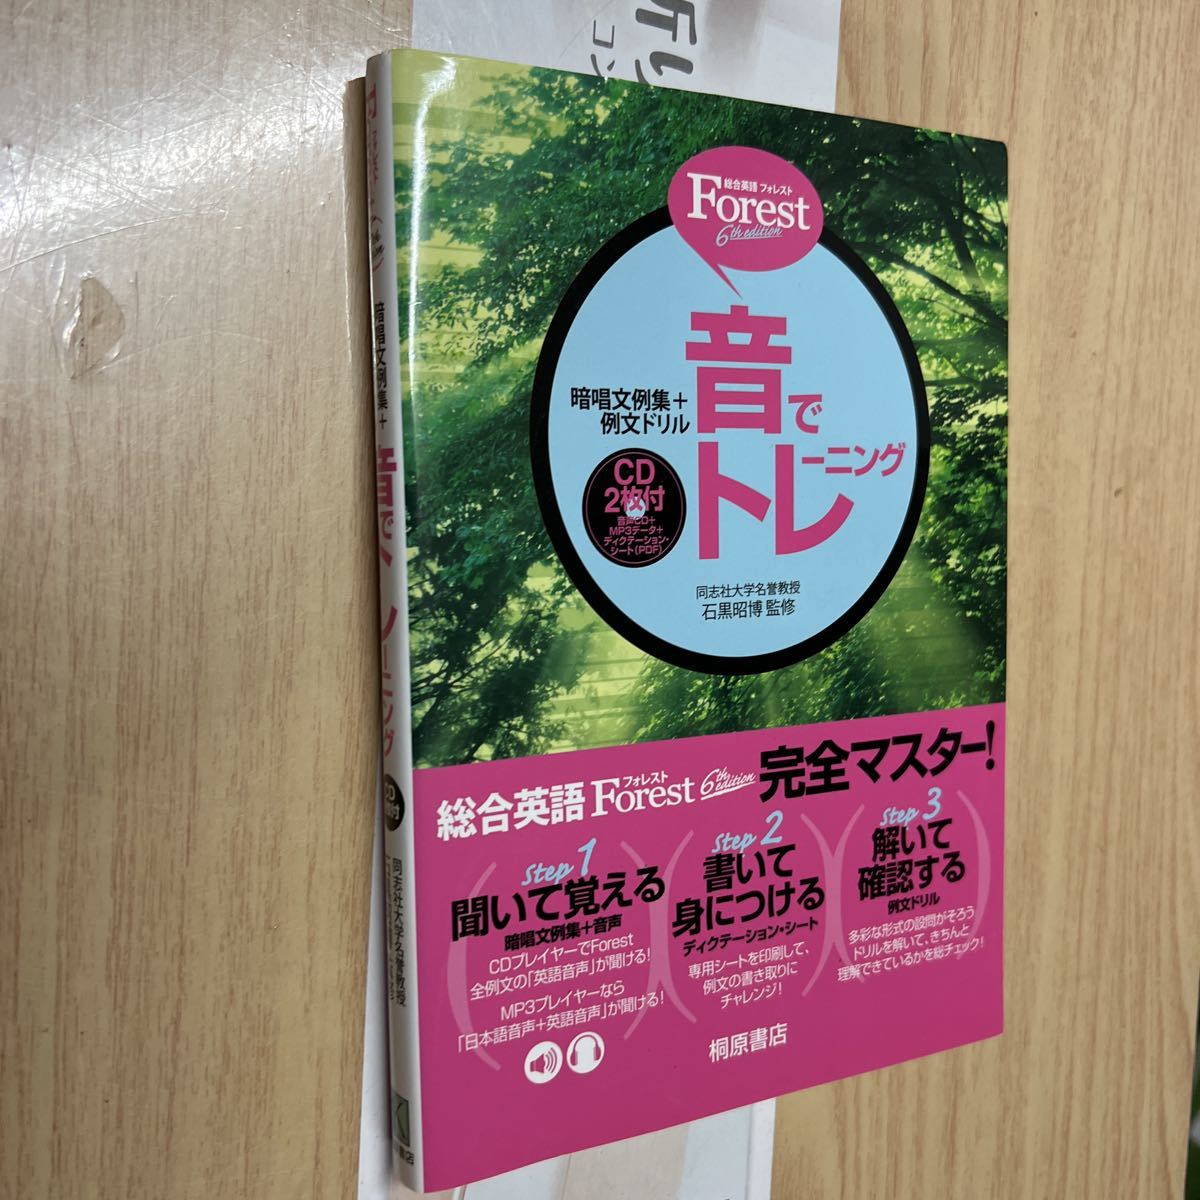 斤り
コン
総合英語 フォレスト
Forest
6th edition
暗唱文例集+
例文ドリル
音で
トレーニング
CD
2枚付
音声CD+
MP3データ+
ディクテーション・
シート(PDF)
同志社大学名誉教授
石黒昭博 監修
総合英語 Forest フォレスト 6th edition 完全マスター!
Step 1
聞いて覚える
暗唱文例集+音声
CDプレイヤーでForest
全例文の「英語音声」が聞ける!
MP3プレイヤーなら
「日本語音声+英語音声」が聞ける!
Step 2
書いて
身につける
ディクテーション・シート
専用シートを印刷して、
例文の書き取りに
チャレンジ!
Step 3
解いて
確認する
例文ドリル
多彩な形式の設問がそろう
ドリルを解いて、きちんと
理解できているかを総チェック!
桐原書店
暗唱文例集+
音で
ーニング
CD
同志社大学名誉教授
書店